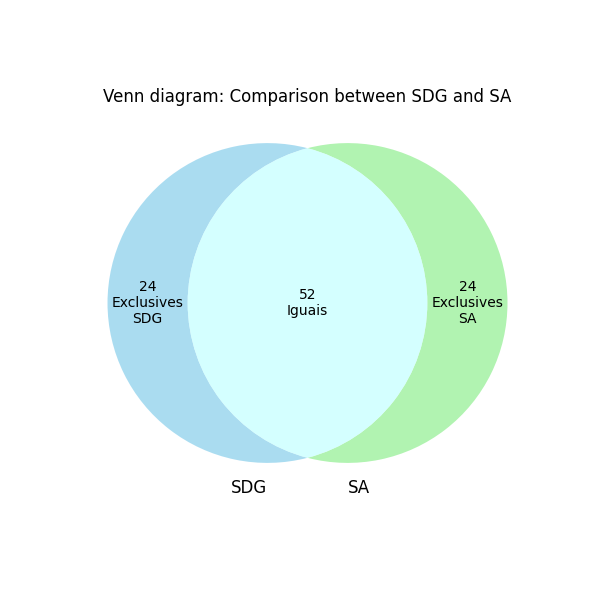 Venn diagram: Comparison between SDG and SA
24
Exclusives
SDG
52
Iguais
24
Exclusives
SA
SDG
SA